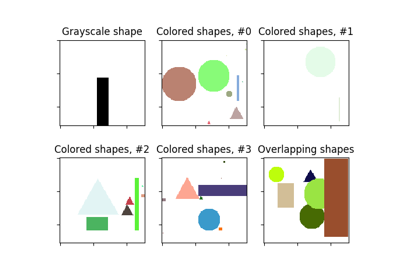 Grayscale shape
Colored shapes, #0
Colored shapes, #1
Colored shapes, #2
Colored shapes, #3
Overlapping shapes